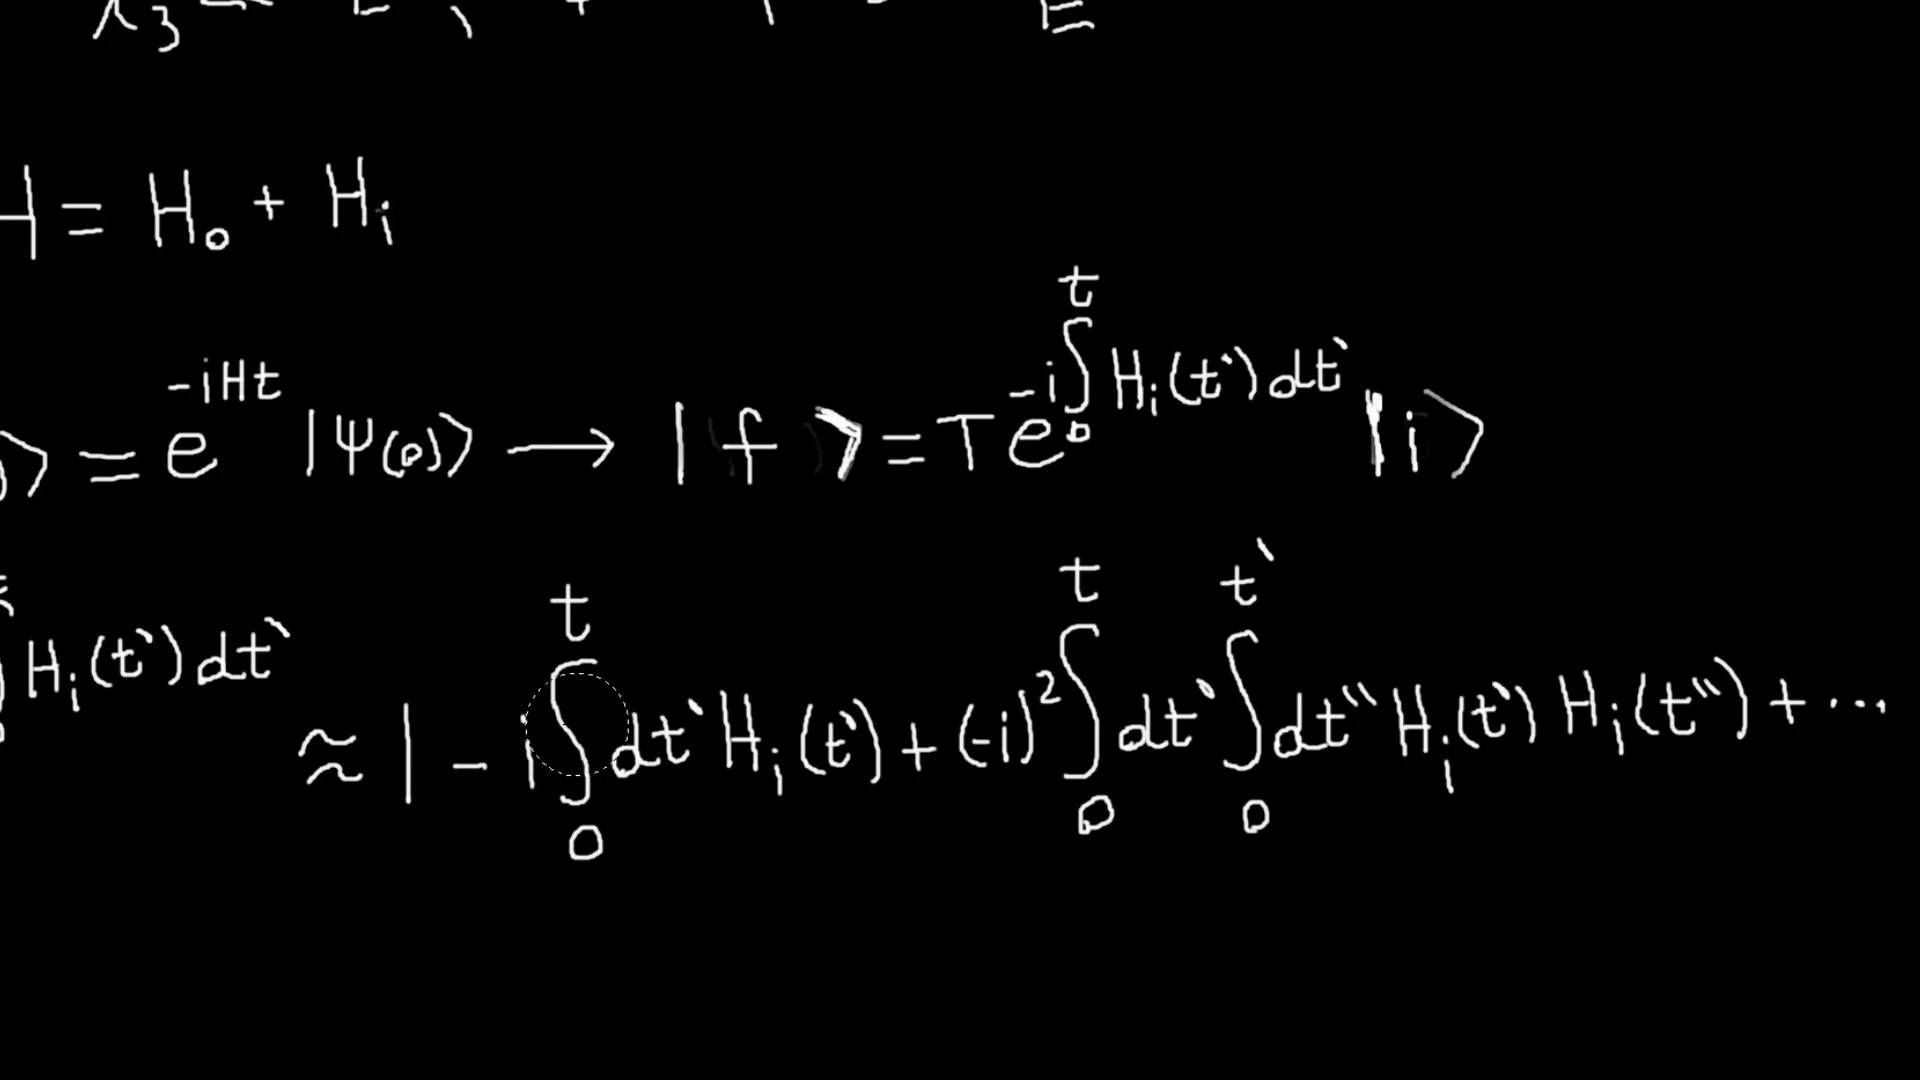 H = H₀ + Hᵢ
⟩ = e^{-iHt} |Ψ(0)⟩ → |f⟩ = T e^{-i∫₀ᵗ Hᵢ(t`)dt`} |i⟩
Hᵢ(t`)dt` ≈ 1 - i∫₀ᵗ dt` Hᵢ(t`) + (-i)² ∫₀ᵗ dt` ∫₀^{t`} dt`` Hᵢ(t`) Hᵢ(t``) + ...